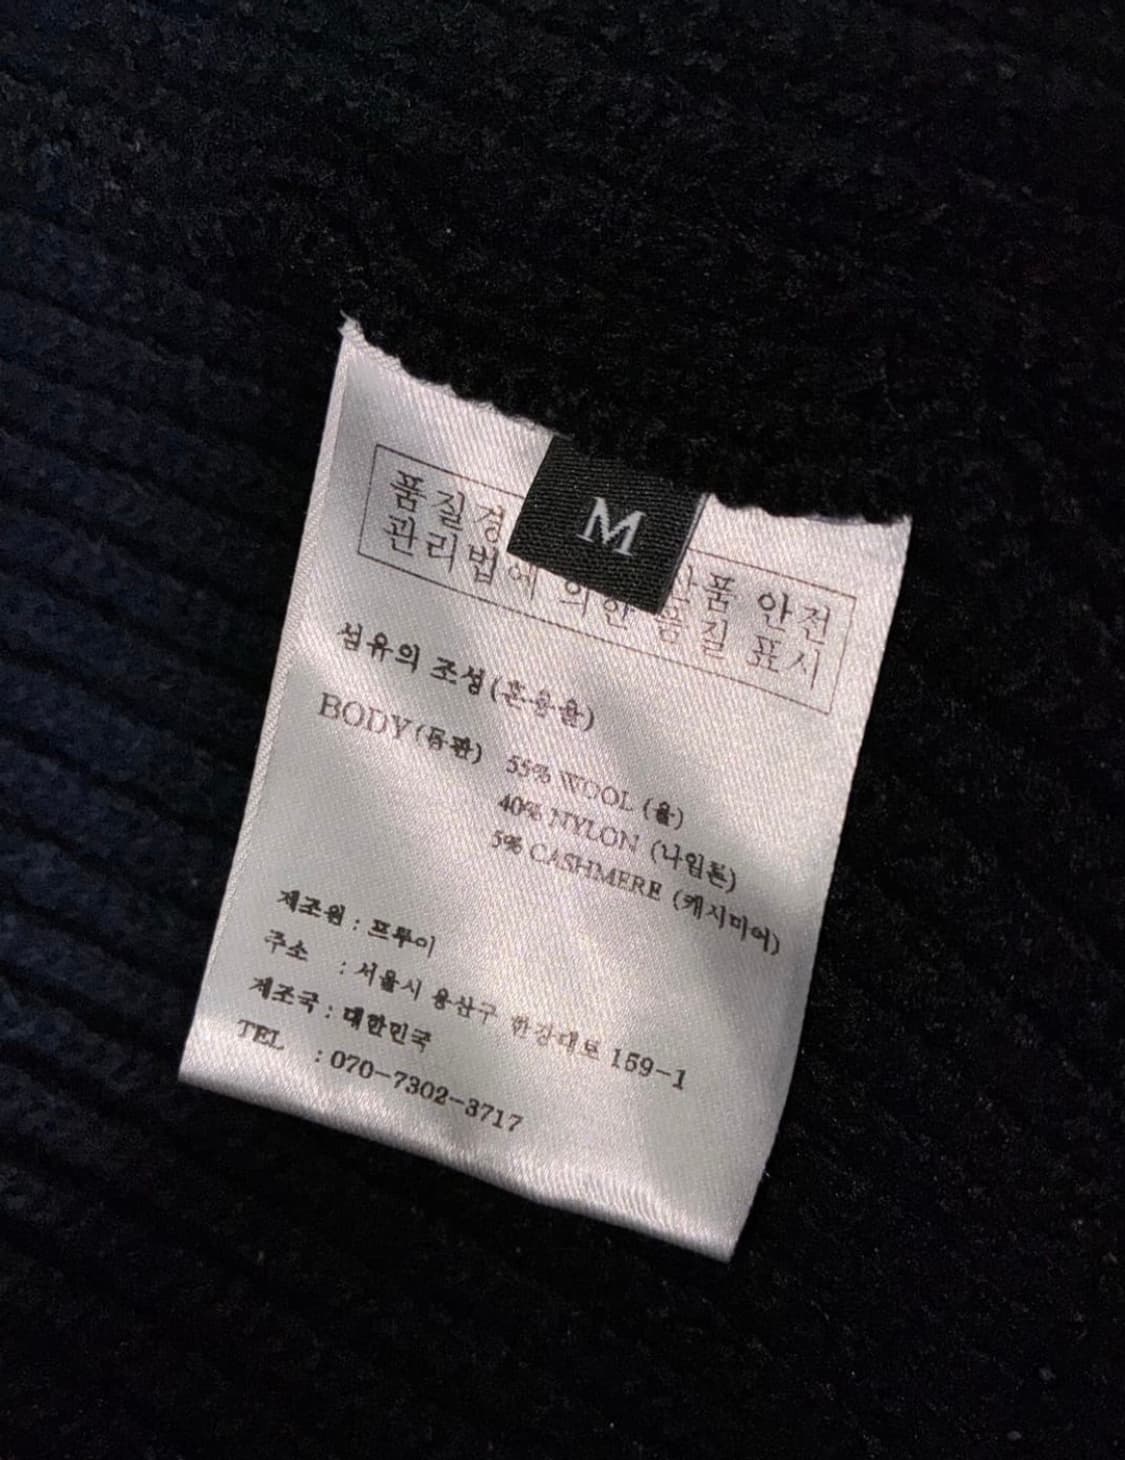 M
품질경 품 안전
관리법에 의한 품질 표시
섬유의 조성(혼용율)
BODY(몸판) 55% WOOL (울)
40% NYLON (나일론)
5% CASHMERE (캐시미어)
제조원 : 프루이
주소 : 서울시 용산구 한강대로 159-1
제조국 : 대한민국
TEL : 070-7302-3717